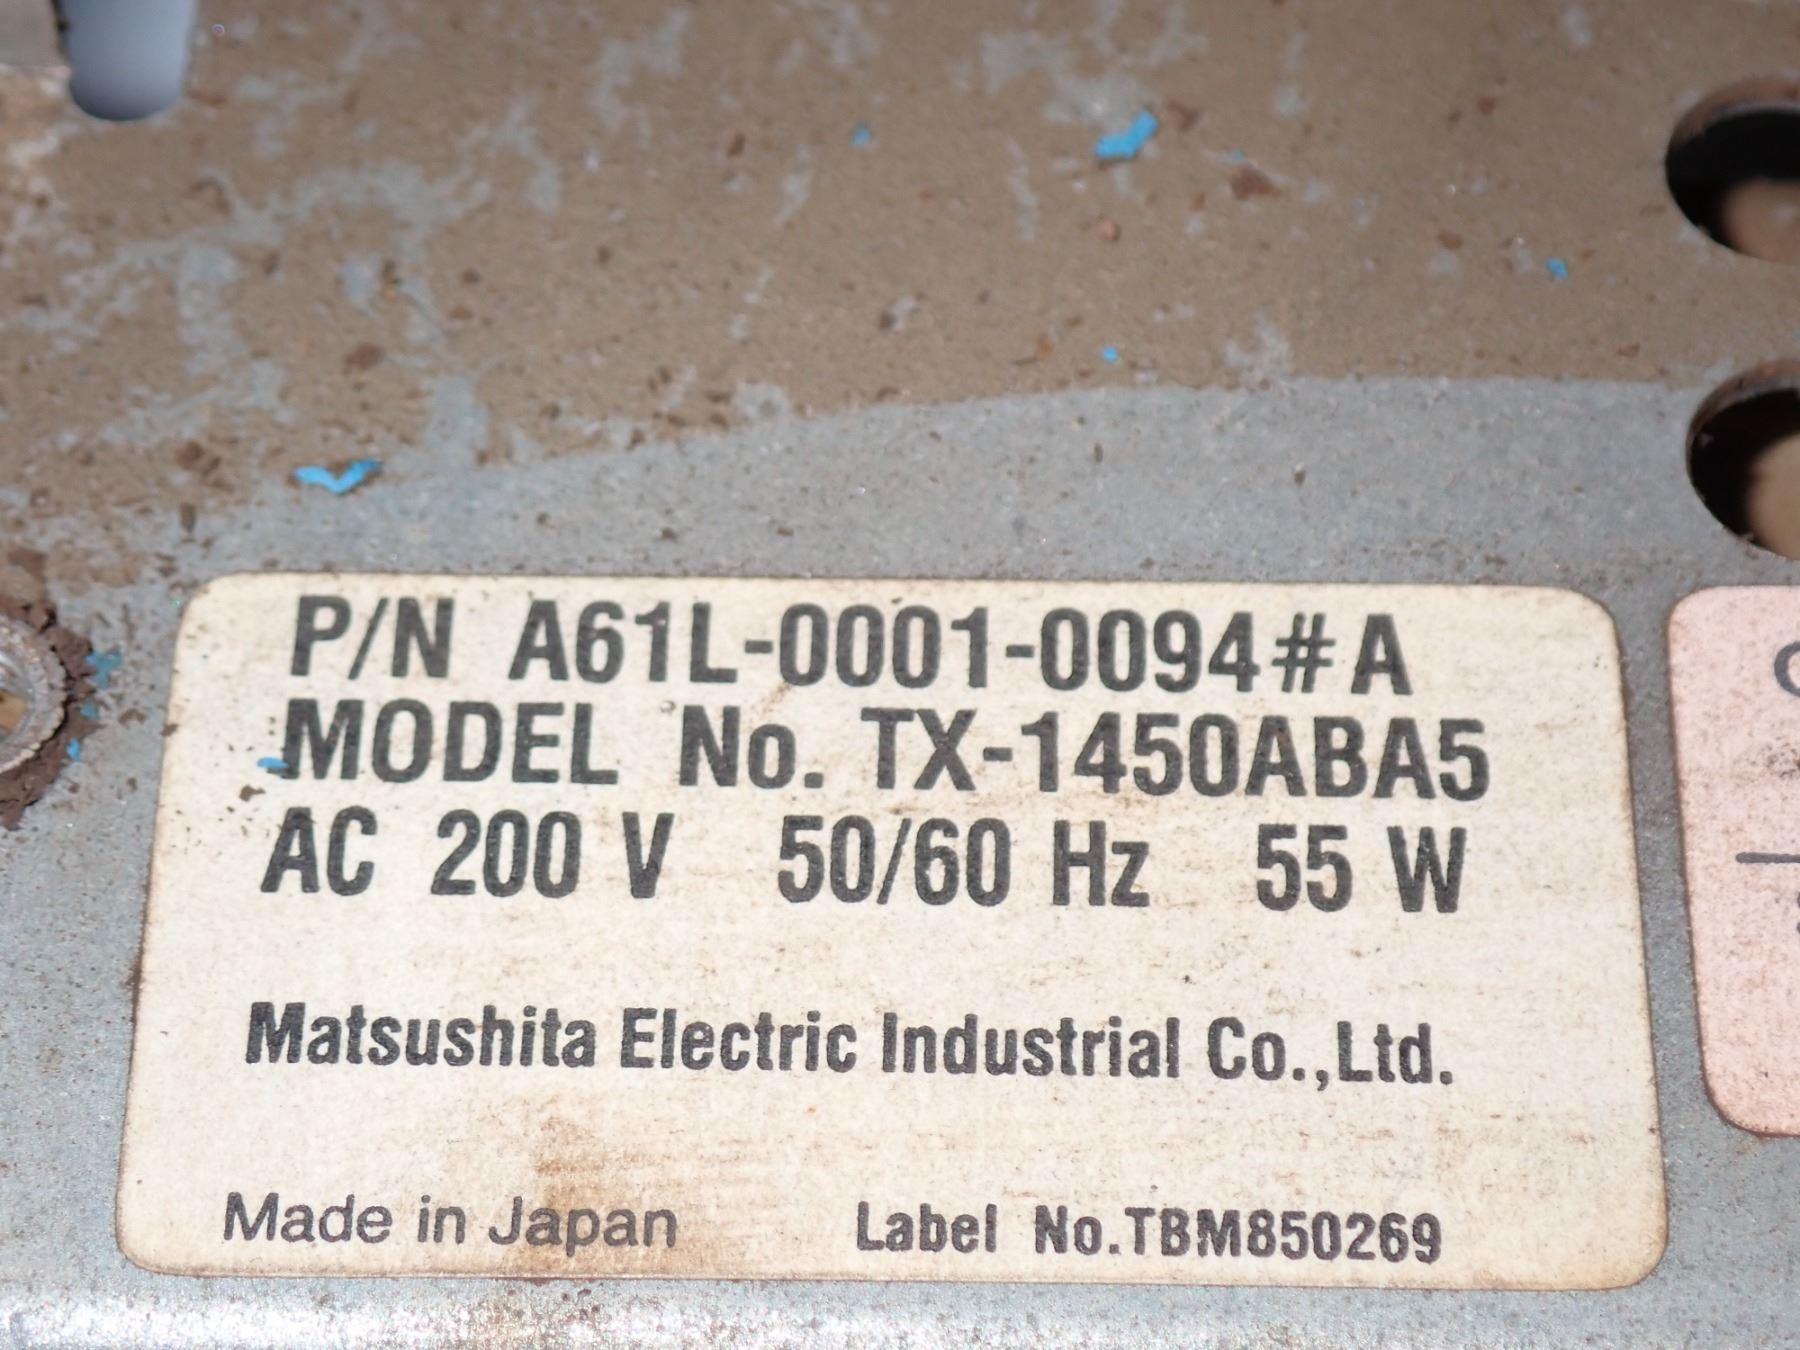 P/N A61L-0001-0094#A
MODEL No. TX-1450ABA5
AC 200 V 50/60 Hz 55 W
Matsushita Electric Industrial Co.,Ltd.
Made in Japan Label No.TBM850269